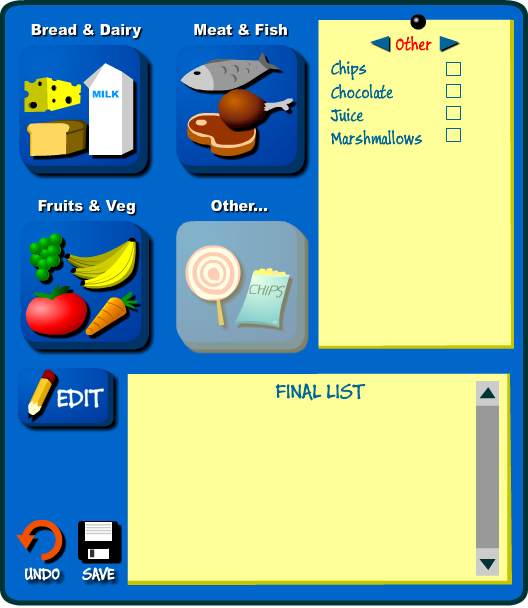 Bread & Dairy
Meat & Fish
MILK
Other
Chips
Chocolate
Juice
Marshmallows
Fruits & Veg
Other...
CHIPS
EDIT
FINAL LIST
UNDO
SAVE